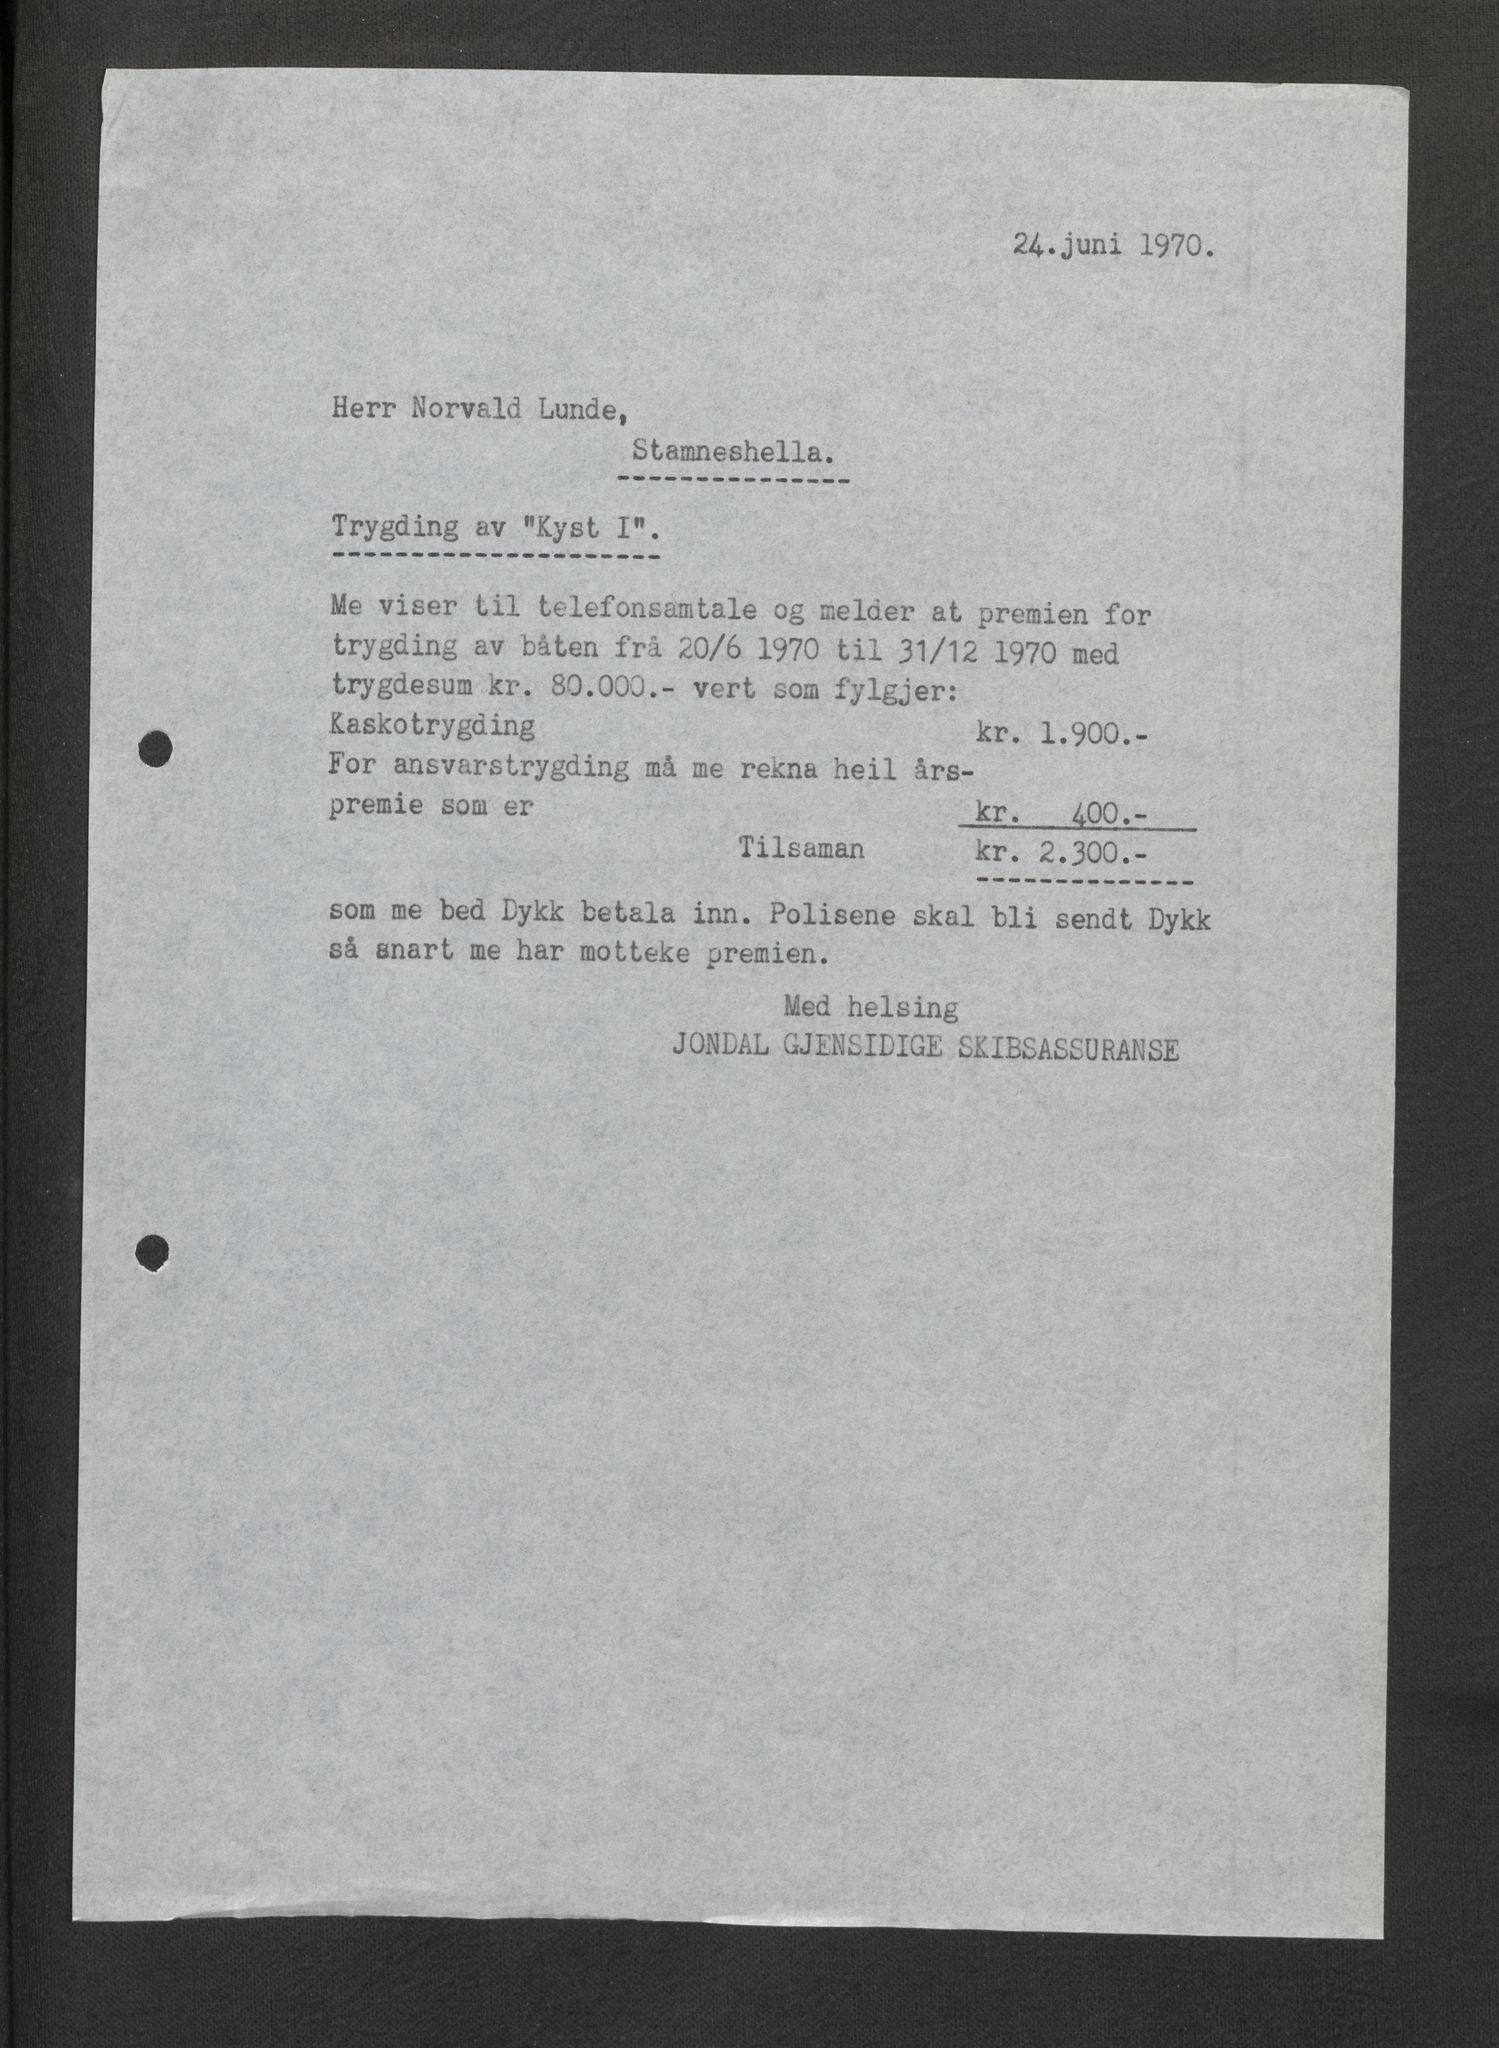 24.juni 1970.
Herr Norvald Lunde,
Stamneshella.
Trygding av "Kyst I".
Me viser til telefonsamtale og melder at premien for
trygding av båten frå 20/6 1970 til 31/12 1970 med
trygdesum kr. 80.000.- vert som fylgjer:
Kaskotrygding kr. 1.900.-
For ansvarstrygding må me rekna heil års-
premie som er kr. 400.-
Tilsaman kr. 2.300.-
som me bed Dykk betala inn. Polisene skal bli sendt Dykk
så snart me har motteke premien.
Med helsing
JONDAL GJENSIDIGE SKIBSASSURANSE